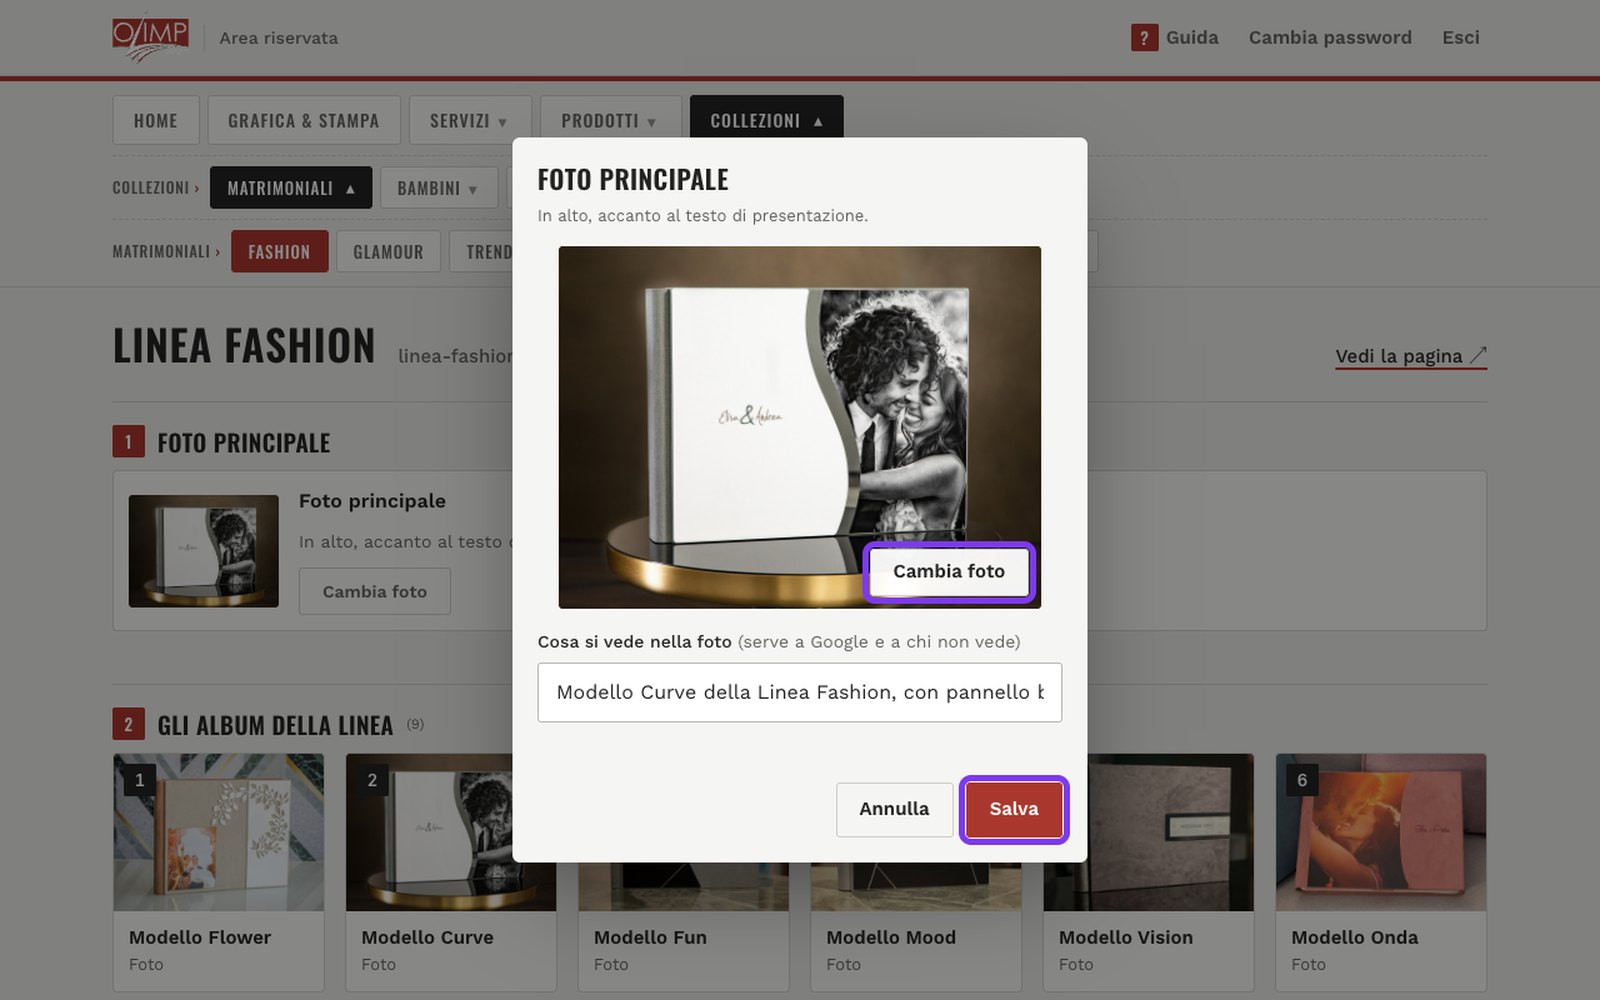 OLIMP
Area riservata
? Guida
Cambia password
Esci
HOME
GRAFICA & STAMPA
SERVIZI ▼
PRODOTTI ▼
COLLEZIONI ▲
COLLEZIONI ›
MATRIMONIALI ▲
BAMBINI ▼
MATRIMONIALI ›
FASHION
GLAMOUR
TREND
LINEA FASHION
linea-fashion
Vedi la pagina ↗
1 FOTO PRINCIPALE
Foto principale
In alto, accanto al testo
Cambia foto
2 GLI ALBUM DELLA LINEA (9)
1
Modello Flower
Foto
2
Modello Curve
Foto
Modello Fun
Foto
Modello Mood
Foto
Modello Vision
Foto
6
Modello Onda
Foto
FOTO PRINCIPALE
In alto, accanto al testo di presentazione.
Elisa & Andrea
Cambia foto
Cosa si vede nella foto (serve a Google e a chi non vede)
Modello Curve della Linea Fashion, con pannello
Annulla
Salva